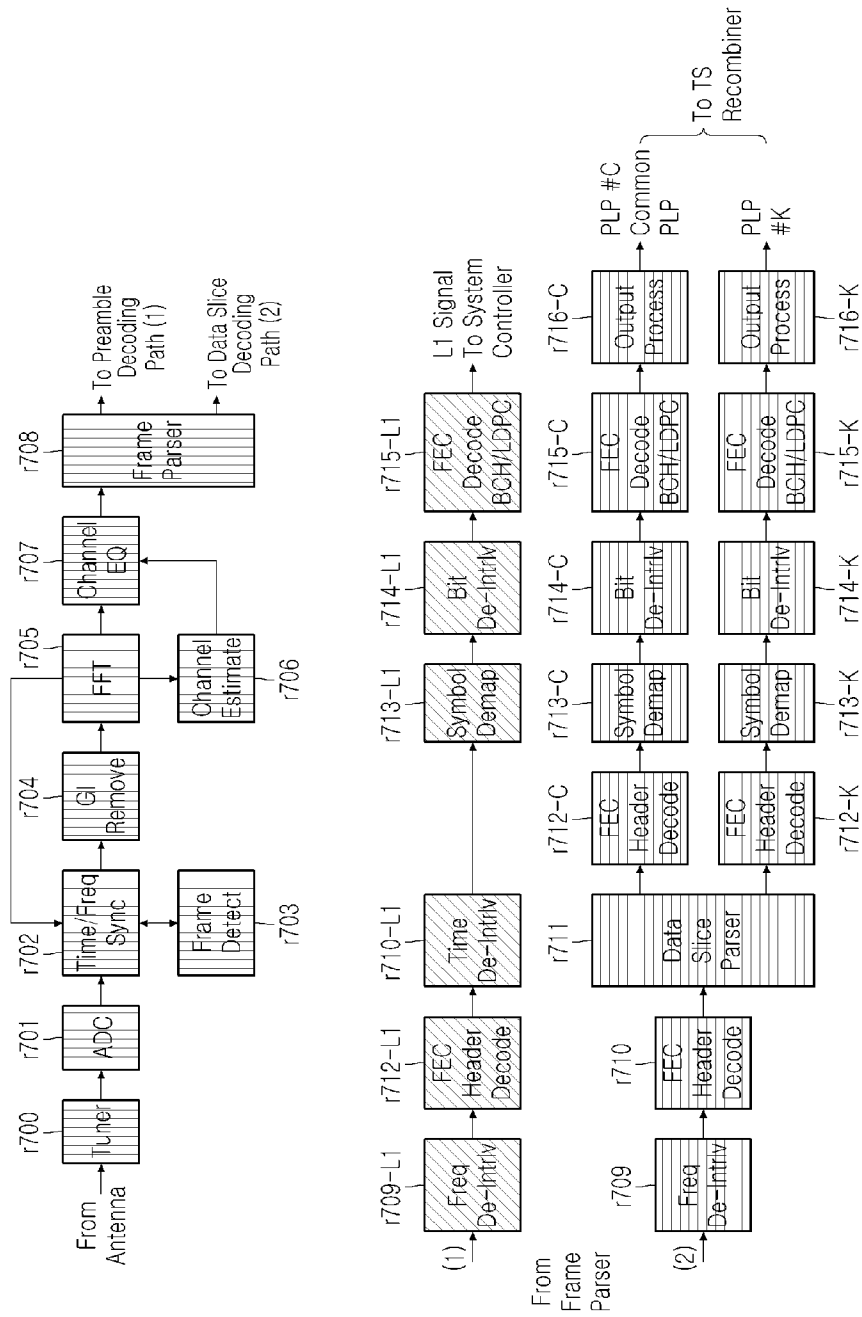 From
Antenna
r700
Tuner
r701
ADC
r702
Time/Freq
Sync
Frame
Detect
r703
r704
GI
Remove
r705
FFT
Channel
Estimate
r706
r707
Channel
EQ
r708
Frame
Parser
To Preamble
Decoding
Path (1)
To Data Slice
Decoding
Path (2)
From
Frame
Parser
(1)
r709-L1
Freq
De-Intrlv
r712-L1
FEC
Header
Decode
r710-L1
Time
De-Intrlv
r713-L1
Symbol
Demap
r714-L1
Bit
De-Intrlv
r715-L1
FEC
Decode
BCH/LDPC
L1 Signal
To System
Controller
(2)
r709
Freq
De-Intrlv
r710
FEC
Header
Decode
r711
Data
Slice
Parser
r712-C
FEC
Header
Decode
r713-C
Symbol
Demap
r714-C
Bit
De-Intrlv
r715-C
FEC
Decode
BCH/LDPC
r716-C
Output
Process
PLP #C
Common
PLP
FEC
Header
Decode
r712-K
Symbol
Demap
r713-K
Bit
De-Intrlv
r714-K
FEC
Decode
BCH/LDPC
r715-K
Output
Process
r716-K
PLP
#K
To TS
Recombiner